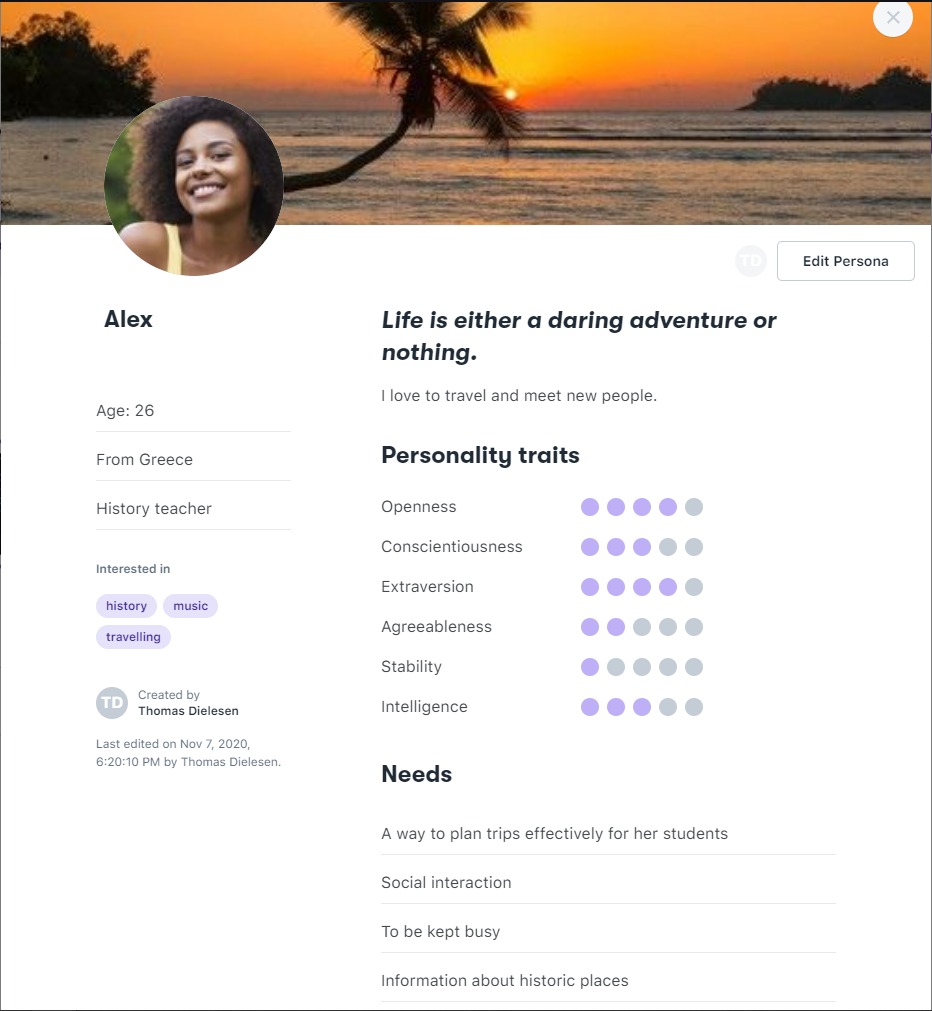 TD
Edit Persona
Alex
Age: 26
From Greece
History teacher
Interested in
history
music
travelling
TD
Created by
Thomas Dielesen
Last edited on Nov 7, 2020,
6:20:10 PM by Thomas Dielesen.
Life is either a daring adventure or
nothing.
I love to travel and meet new people.
Personality traits
Openness
Conscientiousness
Extraversion
Agreeableness
Stability
Intelligence
Needs
A way to plan trips effectively for her students
Social interaction
To be kept busy
Information about historic places